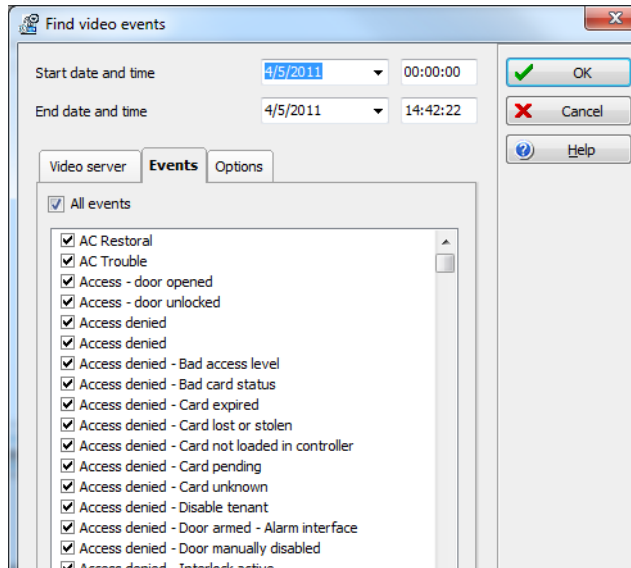 Find video events
Start date and time 4/5/2011 00:00:00
End date and time 4/5/2011 14:42:22
OK
Cancel
Help
Video server Events Options
All events
AC Restoral
AC Trouble
Access - door opened
Access - door unlocked
Access denied
Access denied
Access denied - Bad access level
Access denied - Bad card status
Access denied - Card expired
Access denied - Card lost or stolen
Access denied - Card not loaded in controller
Access denied - Card pending
Access denied - Card unknown
Access denied - Disable tenant
Access denied - Door armed - Alarm interface
Access denied - Door manually disabled
Access denied - Interlock active